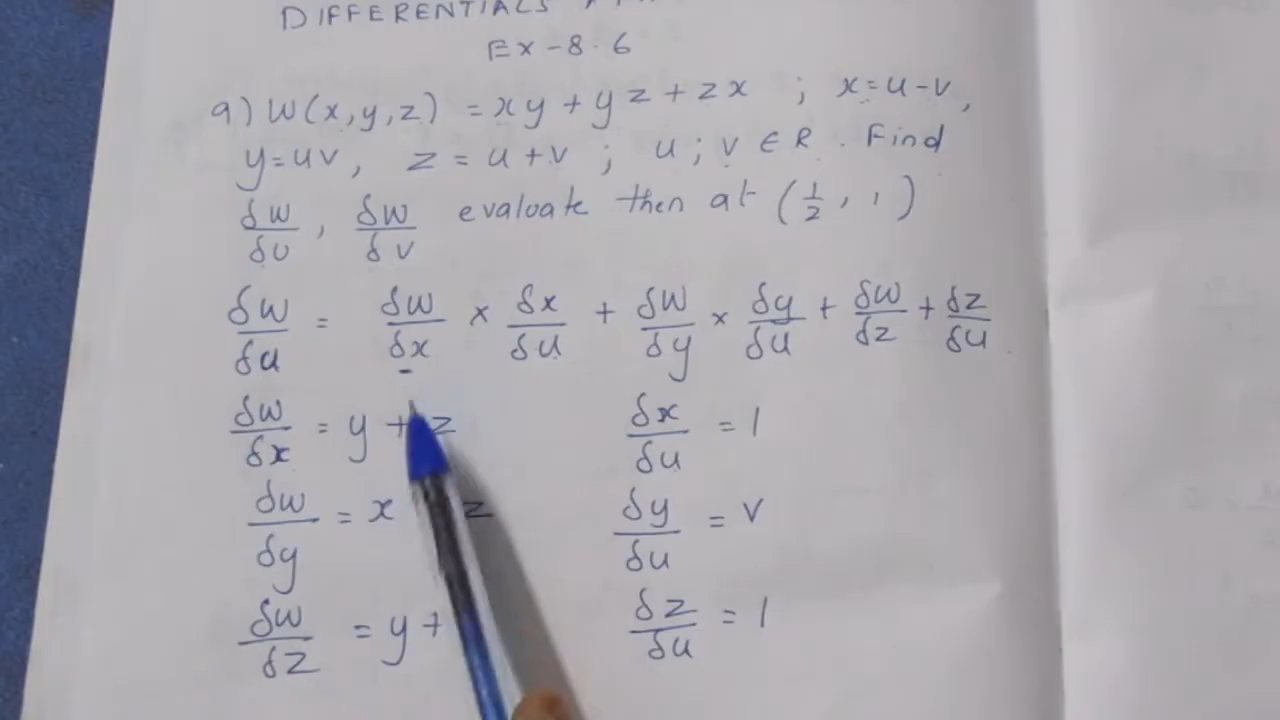 DIFFERENTIALS
Ex-8.6
9) W(x,y,z) = xy + yz + zx ; x=u-v,
y=uv, z = u+v ; u;v ∈ R. Find
δw/δu, δw/δv evaluate then at (1/2, 1)
δw/δu = δw/δx × δx/δu + δw/δy × δy/δu + δw/δz + δz/δu
δw/δx = y + z δx/δu = 1
δw/δy = x z δy/δu = v
δw/δz = y + δz/δu = 1